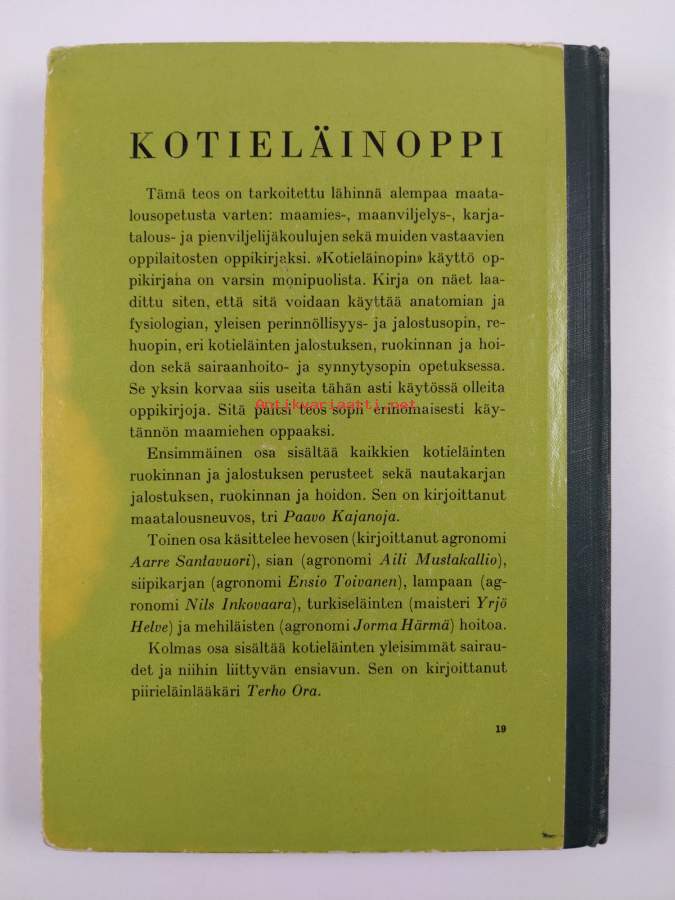 KOTIELÄINOPPI
Tämä teos on tarkoitettu lähinnä alempaa maata-
lousopetusta varten: maamies-, maanviljelys-, karja-
talous- ja pienviljelijäkoulujen sekä muiden vastaavien
oppilaitosten oppikirjaksi. »Kotieläinopin» käyttö op-
pikirjana on varsin monipuolista. Kirja on näet laa-
dittu siten, että sitä voidaan käyttää anatomian ja
fysiologian, yleisen perinnöllisyys- ja jalostusopin, re-
huopin, eri kotieläinten jalostuksen, ruokinnan ja hoi-
don sekä sairaanhoito- ja synnytysopin opetuksessa.
Se yksin korvaa siis useita tähän asti käytössä olleita
oppikirjoja. Sitä paitsi teos sopii erinomaisesti käy-
Antikvariaatti.net
tännön maamiehen oppaaksi.
Ensimmäinen osa sisältää kaikkien kotieläinten
ruokinnan ja jalostuksen perusteet sekä nautakarjan
jalostuksen, ruokinnan ja hoidon. Sen on kirjoittanut
maatalousneuvos, tri Paavo Kajanoja.
Toinen osa käsittelee hevosen (kirjoittanut agronomi
Aarre Santavuori), sian (agronomi Aili Mustakallio),
siipikarjan (agronomi Ensio Toivanen), lampaan (ag-
ronomi Nils Inkovaara), turkiseläinten (maisteri Yrjö
Helve) ja mehiläisten (agronomi Jorma Härmä) hoitoa.
Kolmas osa sisältää kotieläinten yleisimmät sairau-
det ja niihin liittyvän ensiavun. Sen on kirjoittanut
piirieläinlääkäri Terho Ora.
19